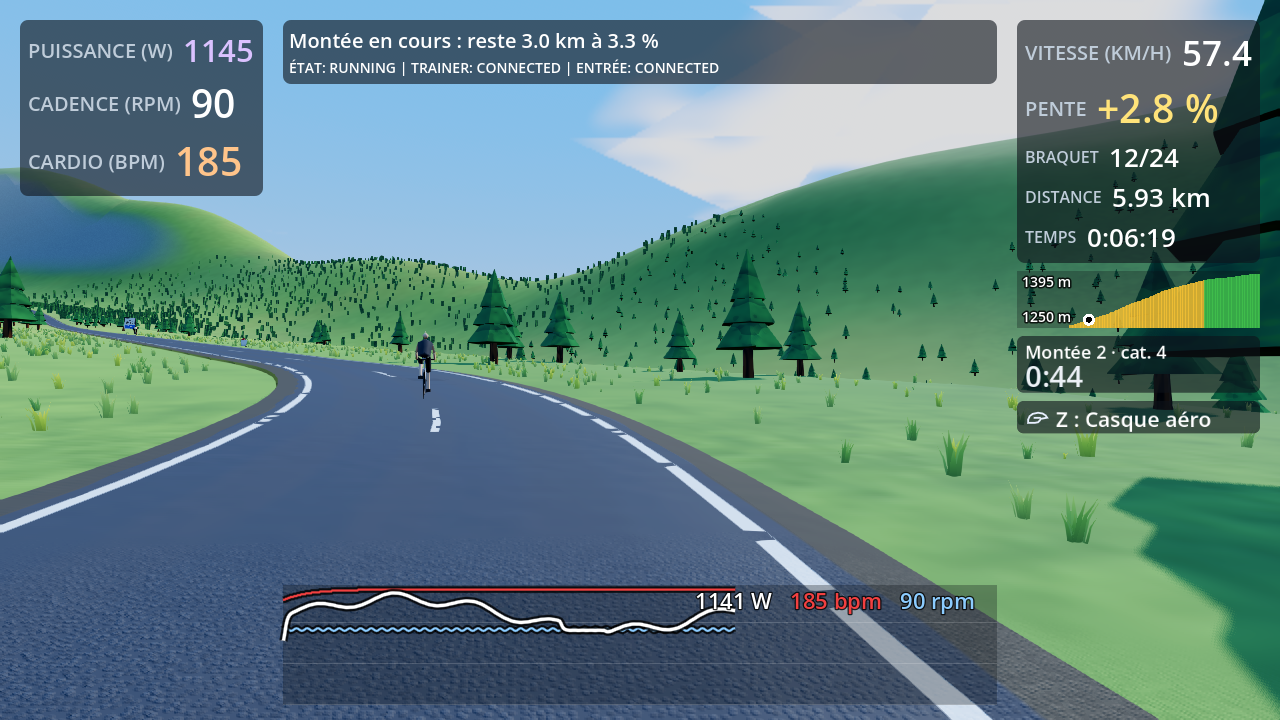 PUISSANCE (W) 1145
CADENCE (RPM) 90
CARDIO (BPM) 185
Montée en cours : reste 3.0 km à 3.3 %
ÉTAT: RUNNING | TRAINER: CONNECTED | ENTRÉE: CONNECTED
VITESSE (KM/H) 57.4
PENTE +2.8 %
BRAQUET 12/24
DISTANCE 5.93 km
TEMPS 0:06:19
1395 m
1250 m
Montée 2 · cat. 4
0:44
Z : Casque aéro
1141 W 185 bpm 90 rpm